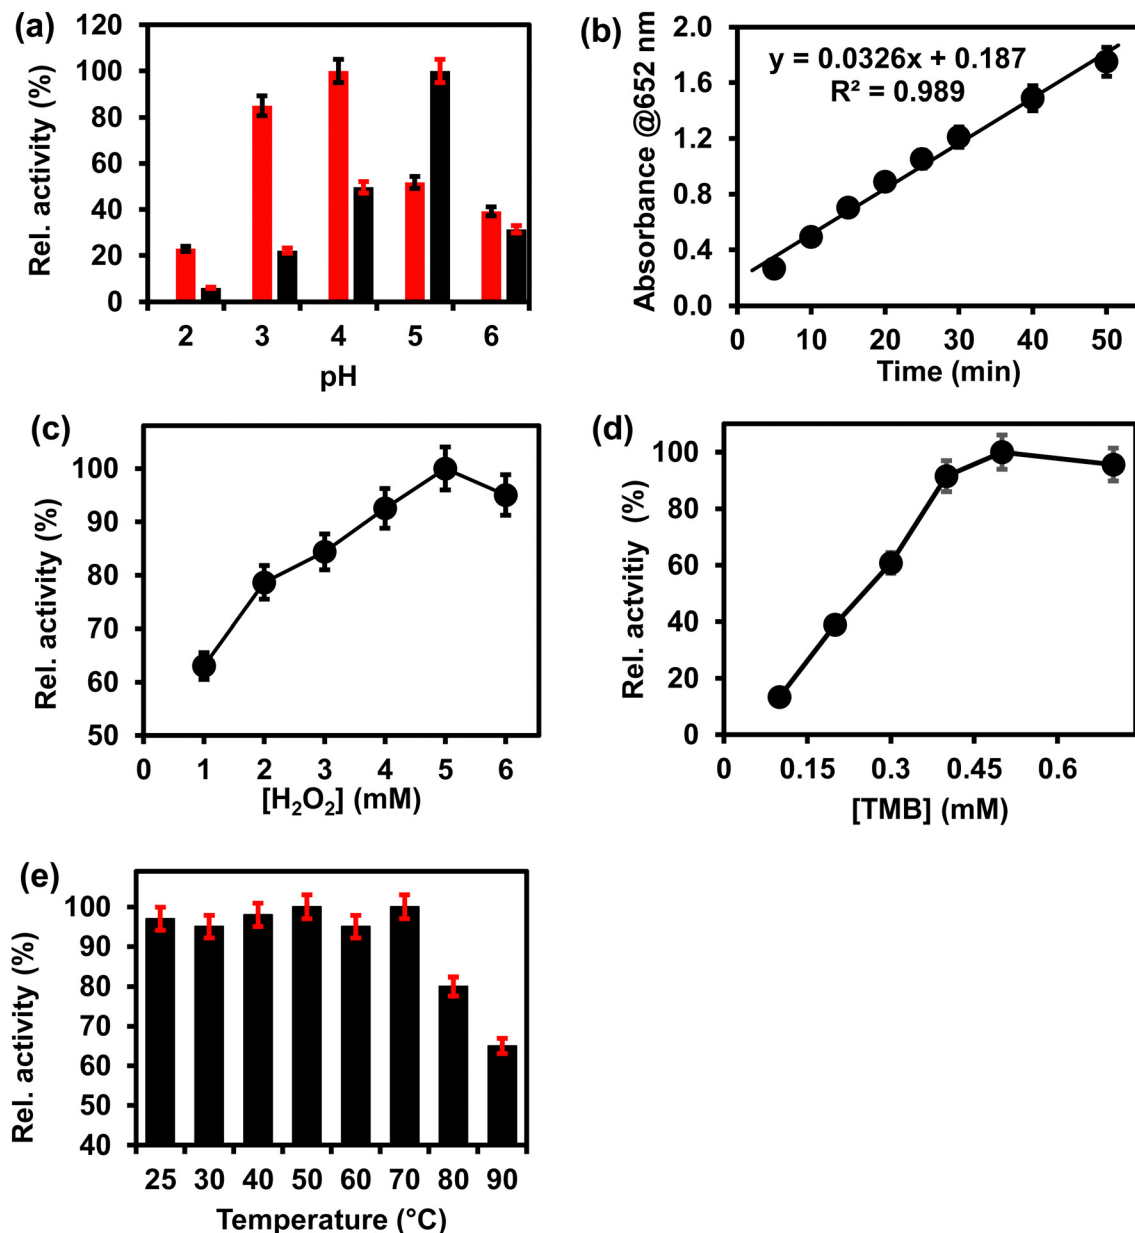 (a)
Rel. activity (%)
120
100
80
60
40
20
0
2 3 4 5 6
pH
(b)
Absorbance @652 nm
y = 0.0326x + 0.187
R² = 0.989
2.0
1.6
1.2
0.8
0.4
0.0
0 10 20 30 40 50
Time (min)
(c)
Rel. activity (%)
100
90
80
70
60
50
0 1 2 3 4 5 6
[H₂O₂] (mM)
(d)
Rel. actvitiy (%)
100
80
60
40
20
0
0 0.15 0.3 0.45 0.6
[TMB] (mM)
(e)
Rel. activity (%)
100
90
80
70
60
50
40
25 30 40 50 60 70 80 90
Temperature (°C)